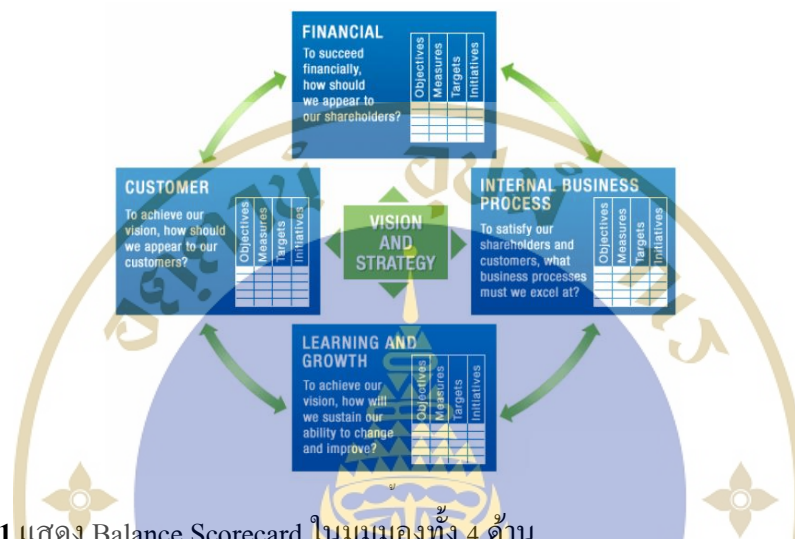 FINANCIAL
To succeed
financially,
how should
we appear to
our shareholders?
Objectives
Measures
Targets
Initiatives
CUSTOMER
To achieve our
vision, how should
we appear to our
customers?
Objectives
Measures
Targets
Initiatives
VISION
AND
STRATEGY
INTERNAL BUSINESS
PROCESS
To satisfy our
shareholders and
customers, what
business processes
must we excel at?
Objectives
Measures
Targets
Initiatives
LEARNING AND
GROWTH
To achieve our
vision, how will
we sustain our
ability to change
and improve?
Objectives
Measures
Targets
Initiatives
1 แสดง Balance Scorecard ในมุมมองทั้ง 4 ด้าน